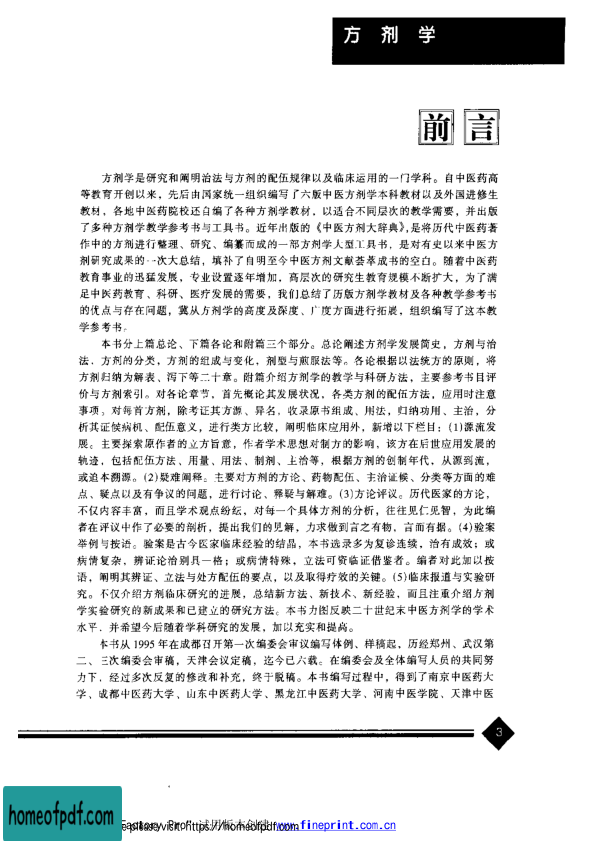 方 剂 学
前言
方剂学是研究和阐明治法与方剂的配伍规律以及临床运用的一门学科。自中医药高
等教育开创以来，先后由国家统一组织编写了六版中医方剂学本科教材以及外国进修生
教材，各地中医药院校还自编了各种方剂学教材，以适合不同层次的教学需要，并出版
了多种方剂学教学参考书与工具书。近年出版的《中医方剂大辞典》，是将历代中医药著
作中的方剂进行整理、研究、编纂而成的一部方剂学大型工具书，是对有史以来中医方
剂研究成果的一次大总结，填补了自明至今中医方剂文献荟萃成书的空白。随着中医药
教育事业的迅猛发展，专业设置逐年增加，高层次的研究生教育规模不断扩大，为了满
足中医药教育、科研、医疗发展的需要，我们总结了历版方剂学教材及各种教学参考书
的优点与存在问题，冀从方剂学的高度及深度、广度方面进行拓展，组织编写了这本教
学参考书。
本书分上篇总论、下篇各论和附篇三个部分。总论阐述方剂学发展简史，方剂与治
法，方剂的分类，方剂的组成与变化，剂型与煎服法等。各论根据以法统方的原则，将
方剂归纳为解表、泻下等二十章。附篇介绍方剂学的教学与科研方法，主要参考书目评
价与方剂索引。对各论章节，首先概论其发展状况，各类方剂的配伍方法，应用时注意
事项。对每首方剂，除考证其方源、异名，收录原书组成、用法，归纳功用、主治，分
析其证候病机、配伍意义，进行类方比较，阐明临床应用外，新增以下栏目：(1)源流发
展。主要探索原作者的立方旨意，作者学术思想对制方的影响，该方在后世应用发展的
轨迹，包括配伍方法、用量、用法、制剂、主治等，根据方剂的创制年代，从源到流，
或追本溯源。(2)疑难阐释。主要对方剂的方论、药物配伍、主治证候、分类等方面的难
点、疑点以及有争议的问题，进行讨论、释疑与解难。(3)方论评议。历代医家的方论，
不仅内容丰富，而且学术观点纷纭，对每一个具体方剂的分析，往往见仁见智，为此编
者在评议中作了必要的剖析，提出我们的见解，力求做到言之有物，言而有据。(4)验案
举例与按语。验案是古今医家临床经验的结晶，本书选录多为复诊连续，治有成效；或
病情复杂，辨证论治别具一格；或病情特殊，立法可资临证借鉴者。编者对此加以按
语，阐明其辨证、立法与处方配伍的要点，以及取得疗效的关键。(5)临床报道与实验研
究。不仅介绍方剂临床研究的进展，总结新方法、新技术、新经验，而且注重介绍方剂
学实验研究的新成果和已建立的研究方法。本书力图反映二十世纪末中医方剂学的学术
水平，并希望今后随着学科研究的发展，加以充实和提高。
本书从1995年在成都召开第一次编委会审议编写体例、样稿起，历经郑州、武汉第
二、三次编委会审稿，天津会议定稿，迄今已六载。在编委会及全体编写人员的共同努
力下，经过多次反复的修改和补充，终于脱稿。本书编写过程中，得到了南京中医药大
学、成都中医药大学、山东中医药大学、黑龙江中医药大学、河南中医学院、天津中医
3
homeofpdf.com
Factory Pro" 试用版本创建 www.fineprint.com.cn
please visit: https://homeofpdf.com